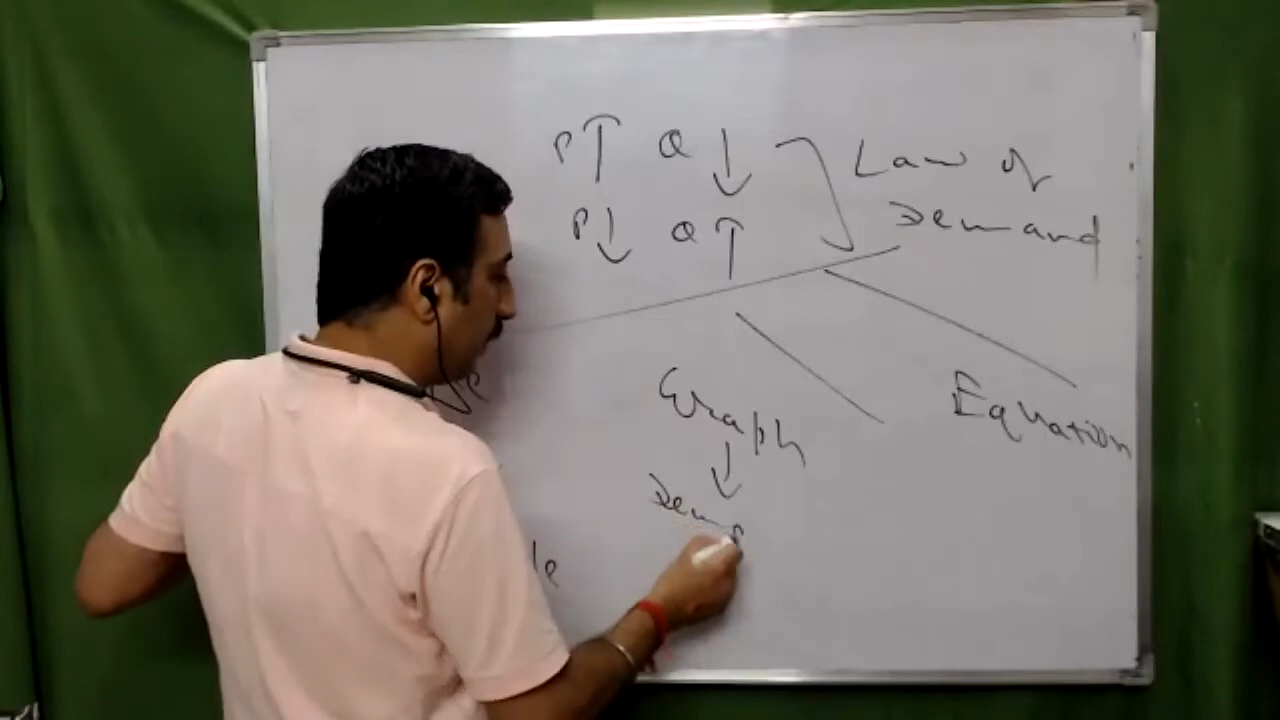 P↑ Q↓
Law of
Demand
P↓ Q↑
Graph
↓
Equation